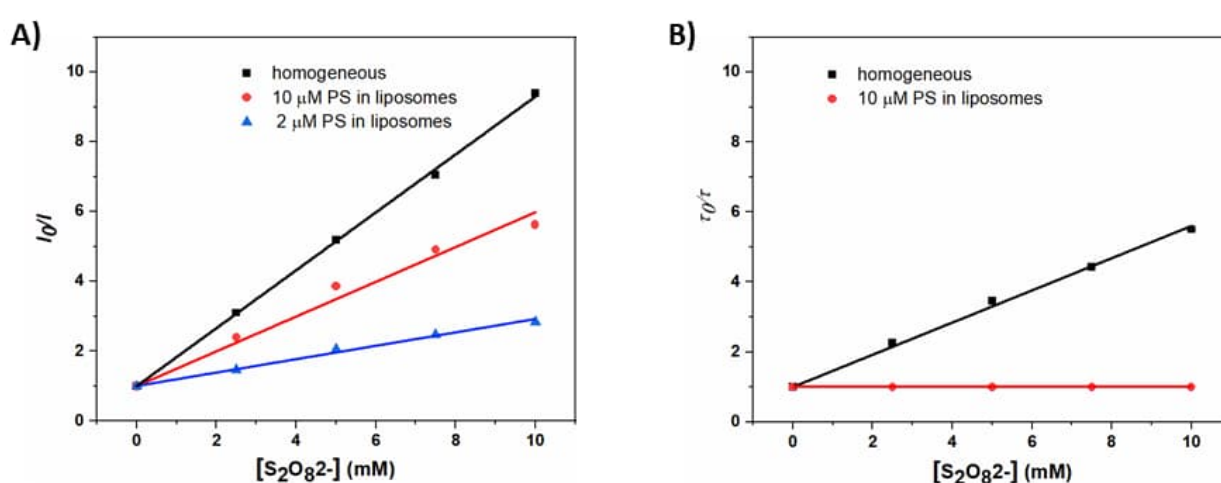 A)
I₀/I
10
8
6
4
2
0
homogeneous
10 μM PS in liposomes
2 μM PS in liposomes
0 2 4 6 8 10
[S₂O₈2-] (mM)
B)
τ₀/τ
10
8
6
4
2
0
homogeneous
10 μM PS in liposomes
0 2 4 6 8 10
[S₂O₈2-] (mM)